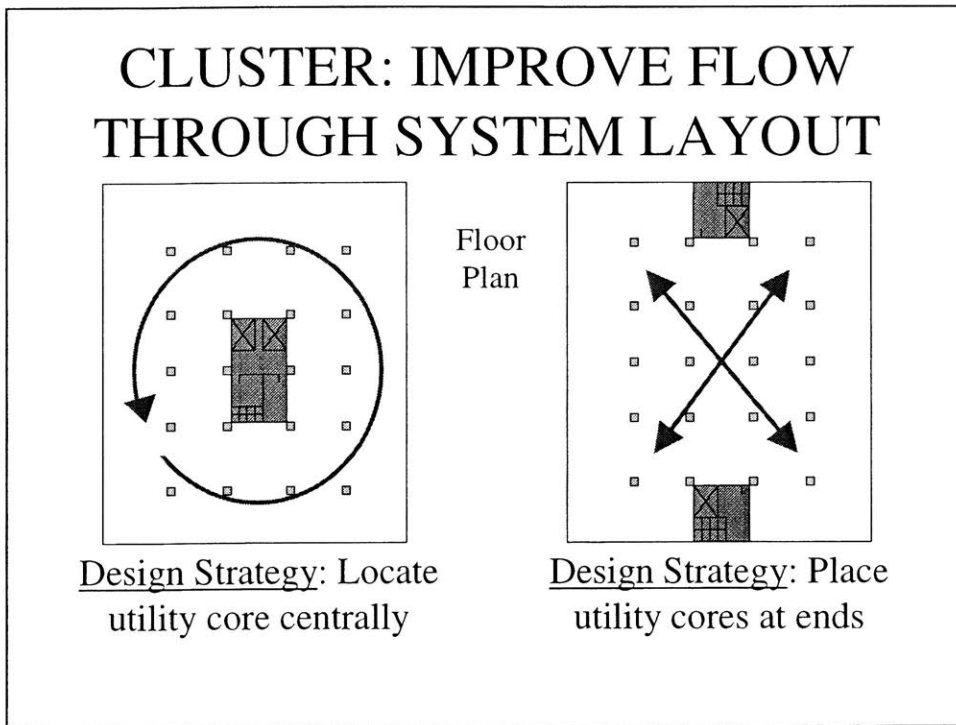 CLUSTER: IMPROVE FLOW
THROUGH SYSTEM LAYOUT
Floor
Plan
Design Strategy: Locate
utility core centrally
Design Strategy: Place
utility cores at ends